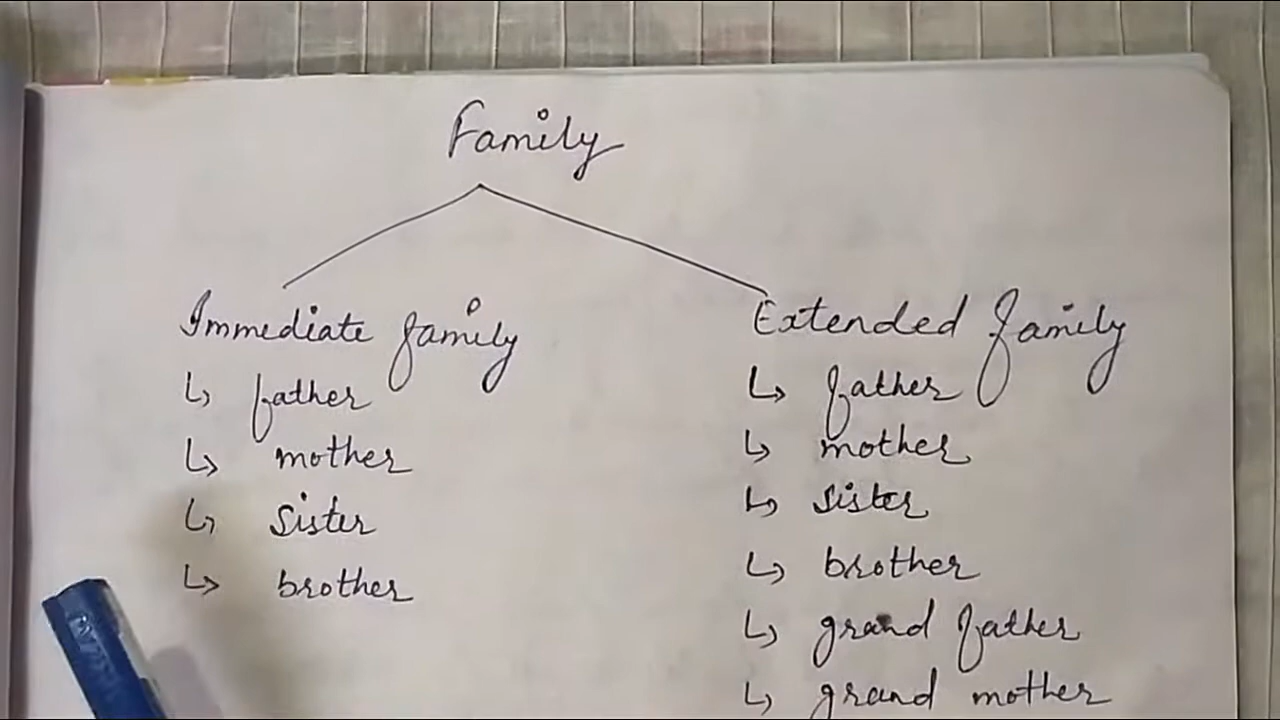 Family
Immediate family
↳ father
↳ mother
↳ sister
↳ brother
Extended family
↳ father
↳ mother
↳ sister
↳ brother
↳ grand father
↳ grand mother